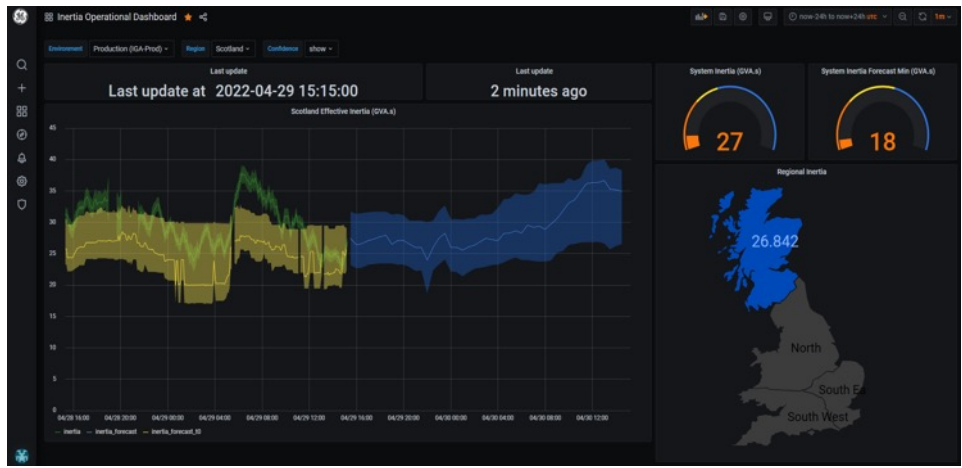 Inertia Operational Dashboard
now-24h to now+24h utc
1m
Environment Production (IGA-Prod) Region Scotland Confidence show
Last update
Last update at 2022-04-29 15:15:00
Last update
2 minutes ago
System Inertia (GVA.s)
27
System Inertia Forecast Min (GVA.s)
18
Scotland Effective Inertia (GVA.s)
45
40
35
30
25
20
15
10
5
0
04/28 16:00 04/28 20:00 04/29 00:00 04/29 04:00 04/29 08:00 04/29 12:00 04/29 16:00 04/29 20:00 04/30 00:00 04/30 04:00 04/30 08:00 04/30 12:00
inertia inertia_forecast inertia_forecast_t0
Regional Inertia
26.842
North
South Ea
South West